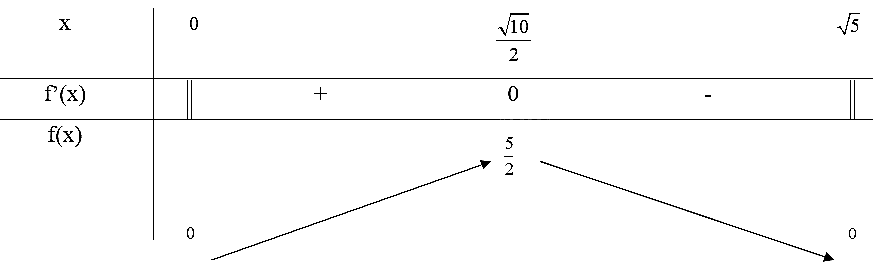 x 0 √10/2 √5
f’(x) || + 0 - ||
f(x) 5/2
0 0